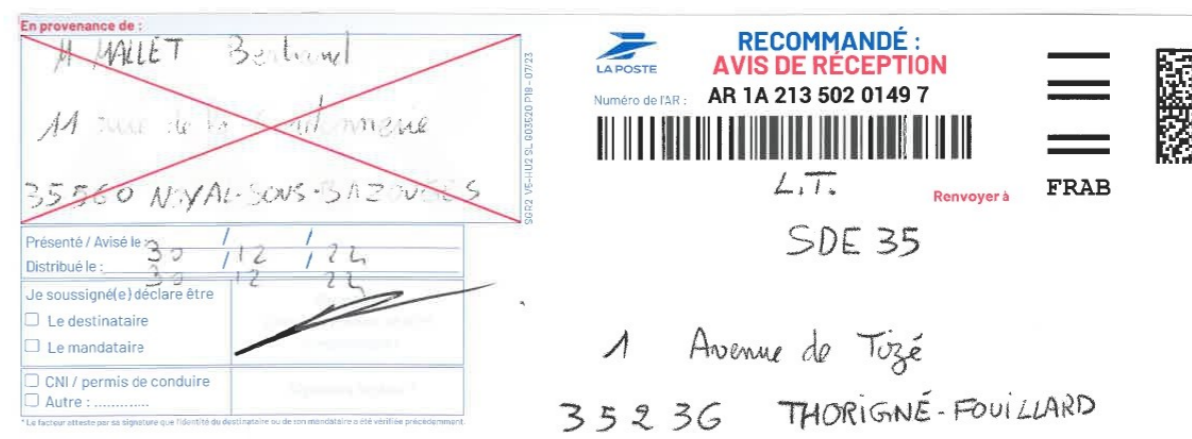 En provenance de :
M MALLET Bertrand
11 rue de la
35560 NOYAL-SOUS-BAZOUGES
SGR2 V5-HU2 SL 003520 P18 - 07/23
Présenté / Avisé le : 30 / 12 / 22
Distribué le : 30 12 22
Je soussigné(e) déclare être
Le destinataire
Le mandataire
CNI / permis de conduire
Autre : .............
* Le facteur atteste par sa signature que l'identité du destinataire ou de son mandataire a été vérifiée précédemment.
LA POSTE
RECOMMANDÉ :
AVIS DE RÉCEPTION
Numéro de l'AR : AR 1A 213 502 0149 7
FRAB
L.T.
Renvoyer à
SDE 35
1 Avenue de Tizé
35236 THORIGNÉ-FOUILLARD